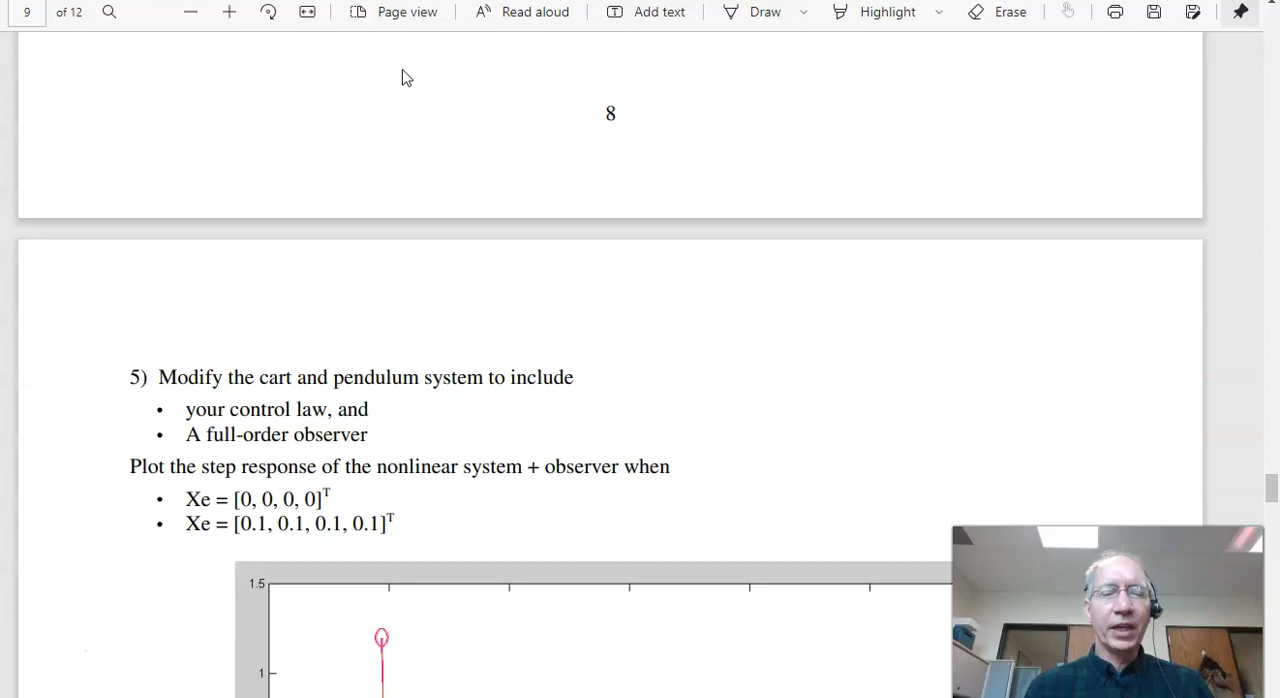 9 of 12 Page view Read aloud Add text Draw Highlight Erase
8
5) Modify the cart and pendulum system to include
• your control law, and
• A full-order observer
Plot the step response of the nonlinear system + observer when
• Xe = [0, 0, 0, 0]ᵀ
• Xe = [0.1, 0.1, 0.1, 0.1]ᵀ
1.5
1